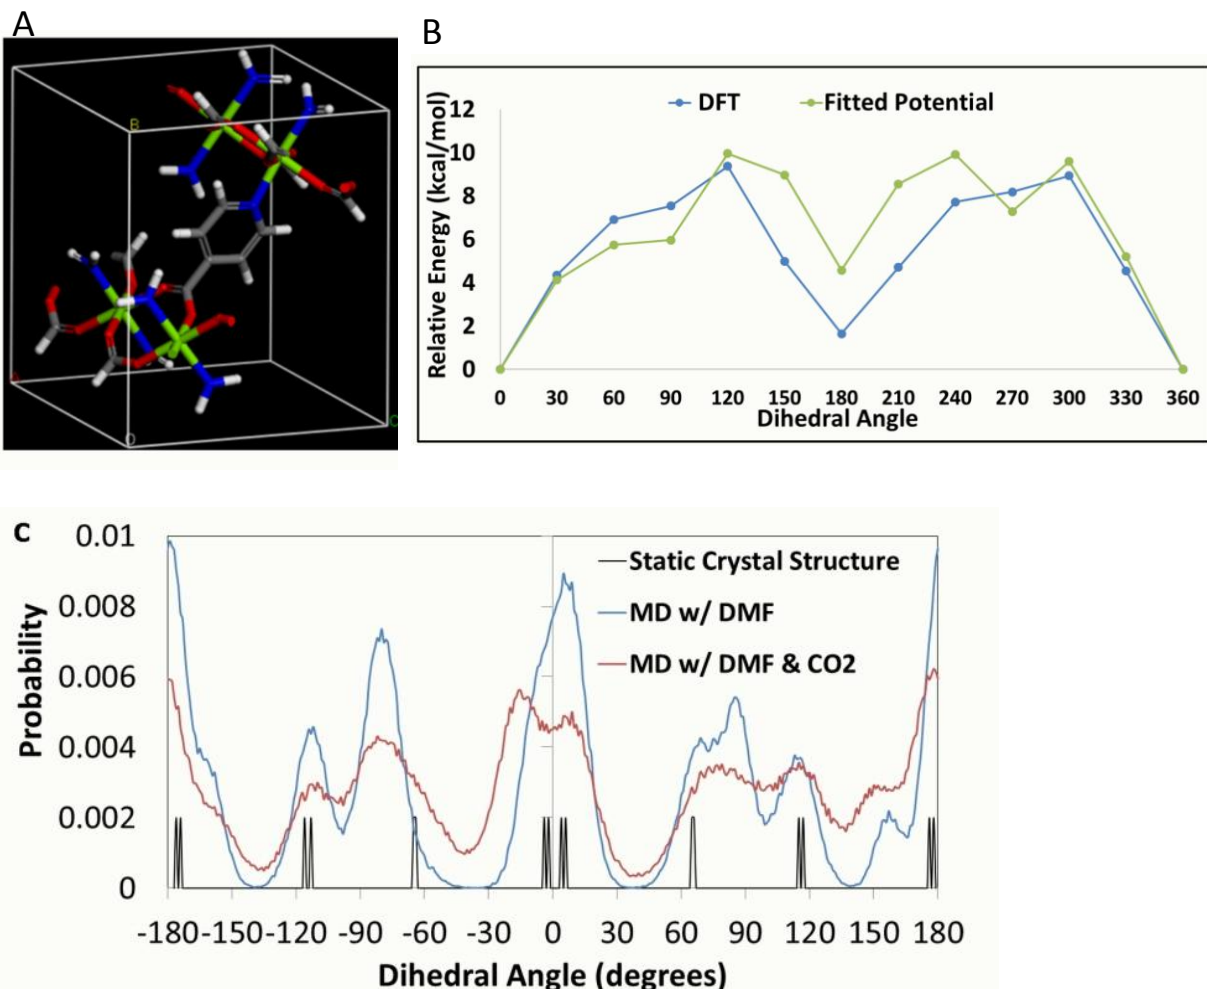 A
B
B
A
O
C
DFT
Fitted Potential
Relative Energy (kcal/mol)
12
10
8
6
4
2
0
0 30 60 90 120 150 180 210 240 270 300 330 360
Dihedral Angle
c
Probability
0.01
0.008
0.006
0.004
0.002
0
Static Crystal Structure
MD w/ DMF
MD w/ DMF & CO2
-180 -150 -120 -90 -60 -30 0 30 60 90 120 150 180
Dihedral Angle (degrees)